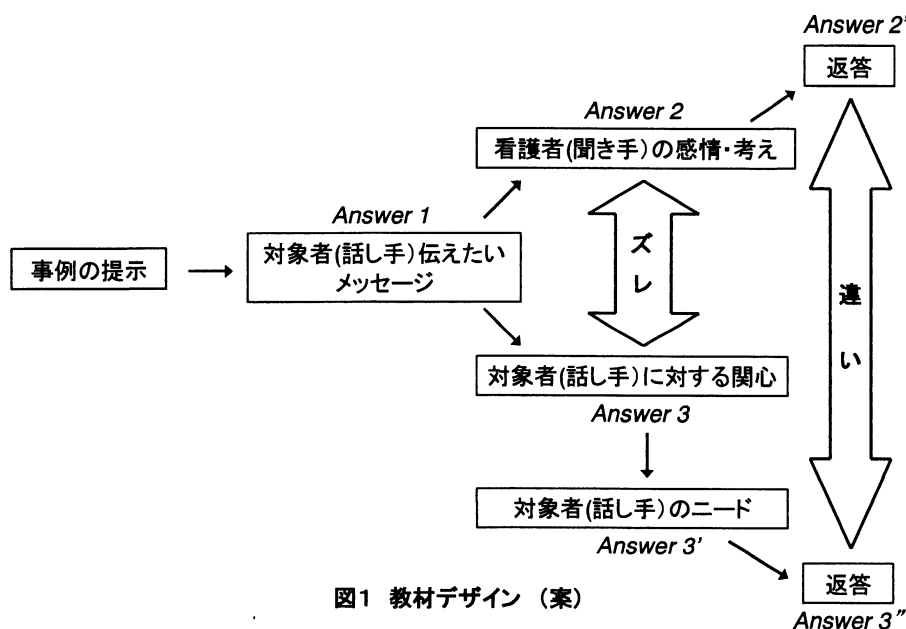 Answer 2'
返答
Answer 2
看護者(聞き手)の感情・考え
Answer 1
対象者(話し手)伝えたい
メッセージ
事例の提示
ズレ
違い
対象者(話し手)に対する関心
Answer 3
対象者(話し手)のニード
Answer 3'
返答
Answer 3"
図1 教材デザイン (案)